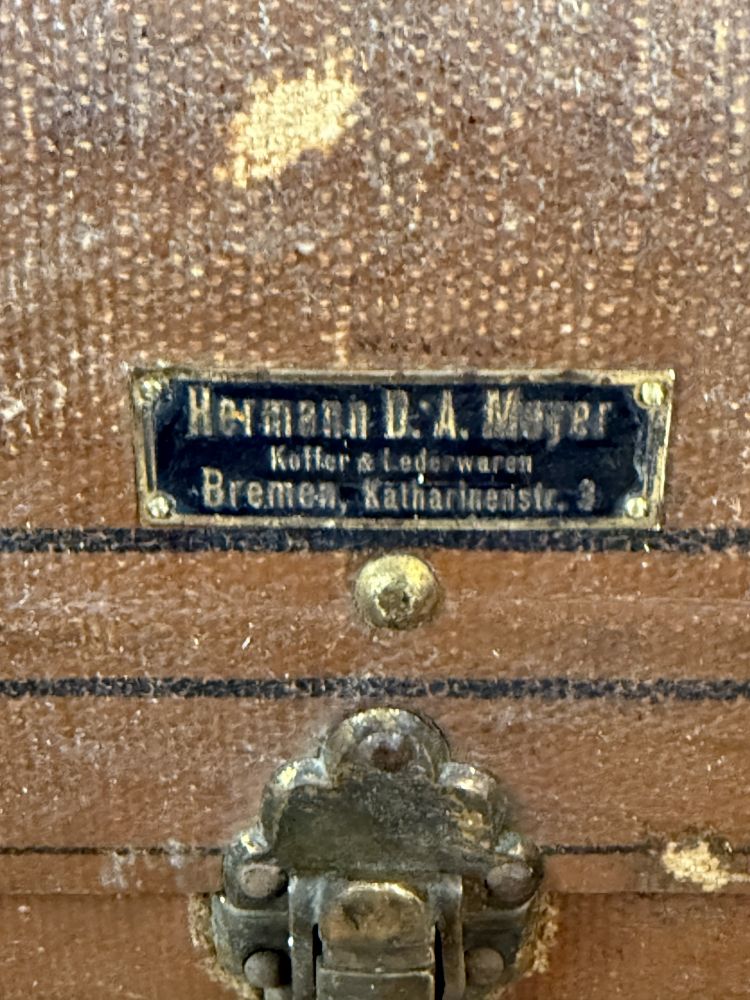 Hermann D. A. Meyer
Koffer & Lederwaren
Bremen, Katharinenstr. 3